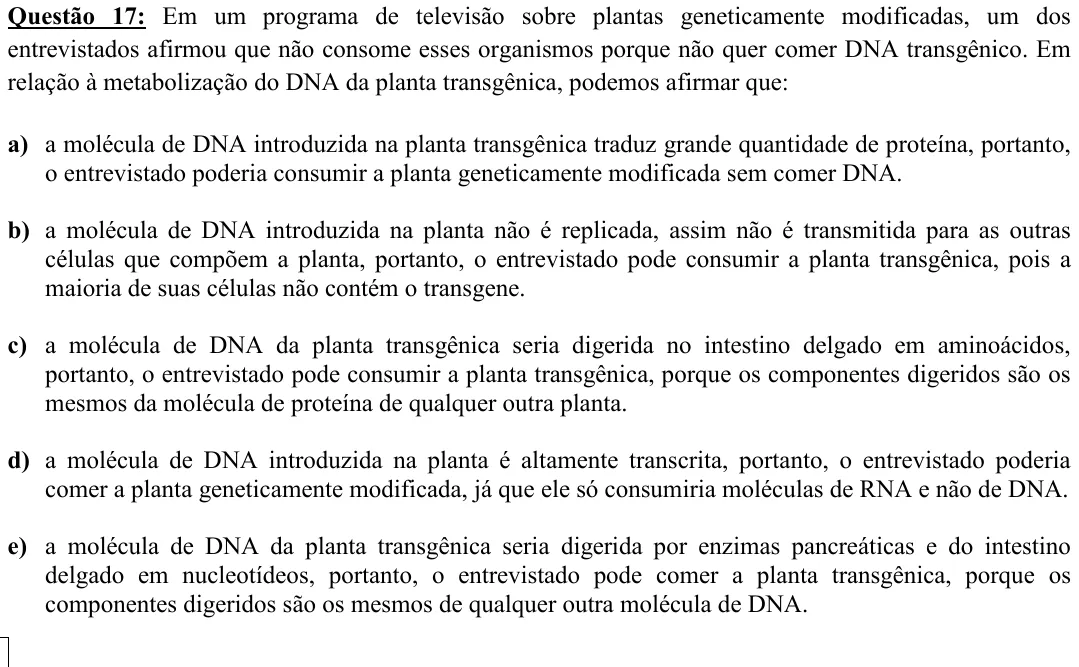 Questão 17: Em um programa de televisão sobre plantas geneticamente modificadas, um dos
entrevistados afirmou que não consome esses organismos porque não quer comer DNA transgênico. Em
relação à metabolização do DNA da planta transgênica, podemos afirmar que:
a) a molécula de DNA introduzida na planta transgênica traduz grande quantidade de proteína, portanto,
o entrevistado poderia consumir a planta geneticamente modificada sem comer DNA.
b) a molécula de DNA introduzida na planta não é replicada, assim não é transmitida para as outras
células que compõem a planta, portanto, o entrevistado pode consumir a planta transgênica, pois a
maioria de suas células não contém o transgene.
c) a molécula de DNA da planta transgênica seria digerida no intestino delgado em aminoácidos,
portanto, o entrevistado pode consumir a planta transgênica, porque os componentes digeridos são os
mesmos da molécula de proteína de qualquer outra planta.
d) a molécula de DNA introduzida na planta é altamente transcrita, portanto, o entrevistado poderia
comer a planta geneticamente modificada, já que ele só consumiria moléculas de RNA e não de DNA.
e) a molécula de DNA da planta transgênica seria digerida por enzimas pancreáticas e do intestino
delgado em nucleotídeos, portanto, o entrevistado pode comer a planta transgênica, porque os
componentes digeridos são os mesmos de qualquer outra molécula de DNA.